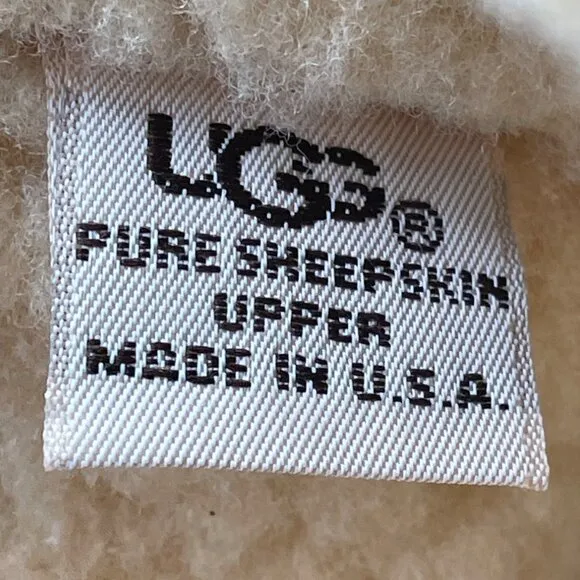 UGG®
PURE SHEEPSKIN
UPPER
MADE IN U.S.A.